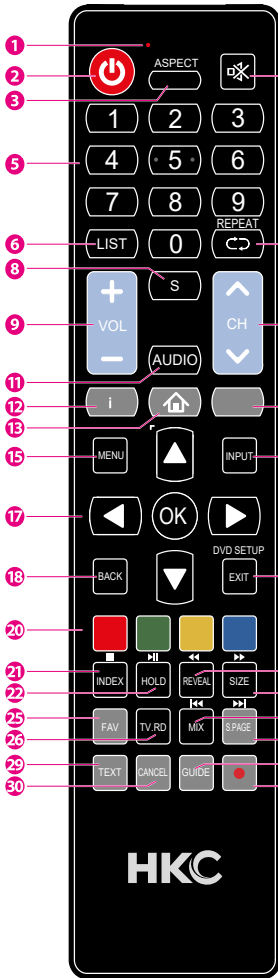 1
2
ASPECT
3
1 2 3
5
4 5 6
7 8 9
REPEAT
6
LIST 0
8
S
9
+
VOL CH
−
11
AUDIO
12
i
13
15
MENU INPUT
17
OK
DVD SETUP
18
BACK EXIT
20
21
INDEX HOLD REVEAL SIZE
22
25
FAV TV.RD MIX S.PAGE
26
29
TEXT CANCEL GUIDE
30
HKC